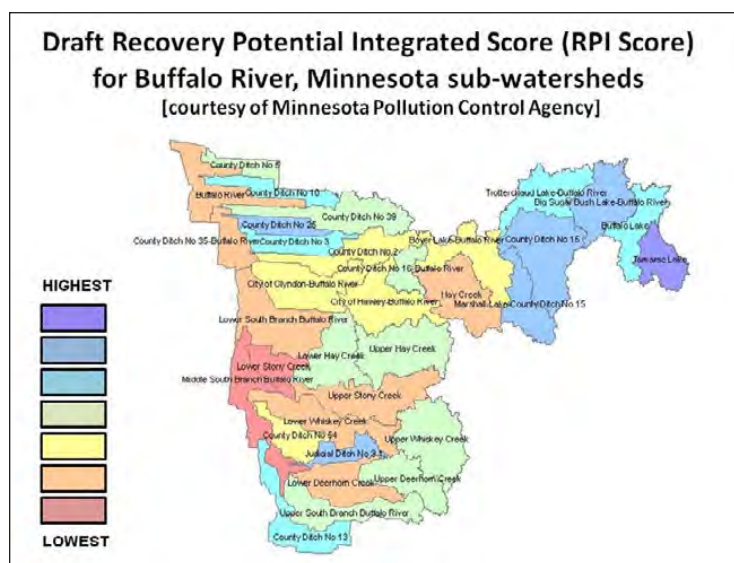 Draft Recovery Potential Integrated Score (RPI Score)
for Buffalo River, Minnesota sub-watersheds
[courtesy of Minnesota Pollution Control Agency]
County Ditch No 5
Buffalo River
County Ditch No 10
County Ditch No 39
County Ditch No 25
County Ditch No 35-Buffalo River
County Ditch No 3
County Ditch No 2
Trotterchaud Lake-Buffalo River
Big Sugar Bush Lake-Buffalo River
Boyer Lake-Buffalo River
County Ditch No 15
Buffalo Lake
Tamarac Lake
County Ditch No 16
Buffalo River
City of Glyndon-Buffalo River
City of Hawley-Buffalo River
Hay Creek
Marshall Lake-County Ditch No 15
HIGHEST
Lower South Branch Buffalo River
Lower Hay Creek
Upper Hay Creek
Lower Stony Creek
Middle South Branch Buffalo River
Upper Stony Creek
Lower Whiskey Creek
County Ditch No 54
Upper Whiskey Creek
Judicial Ditch No 3
Lower Deerhorn Creek
Upper Deerhorn Creek
Upper South Branch Buffalo River
County Ditch No 13
LOWEST